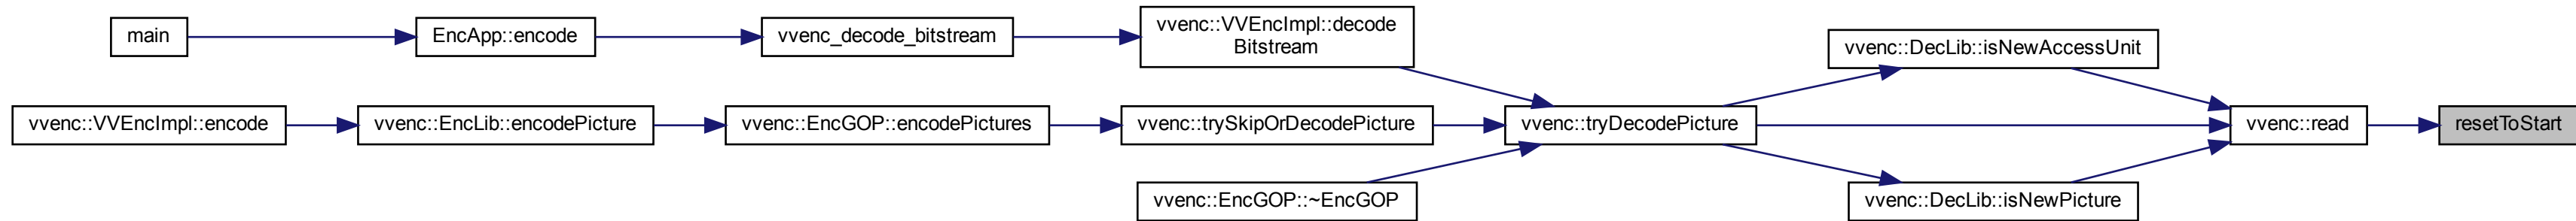 main
EncApp::encode
vvenc_decode_bitstream
vvenc::VVEncImpl::decode
Bitstream
vvenc::DecLib::isNewAccessUnit
vvenc::VVEncImpl::encode
vvenc::EncLib::encodePicture
vvenc::EncGOP::encodePictures
vvenc::trySkipOrDecodePicture
vvenc::tryDecodePicture
vvenc::read
resetToStart
vvenc::EncGOP::~EncGOP
vvenc::DecLib::isNewPicture